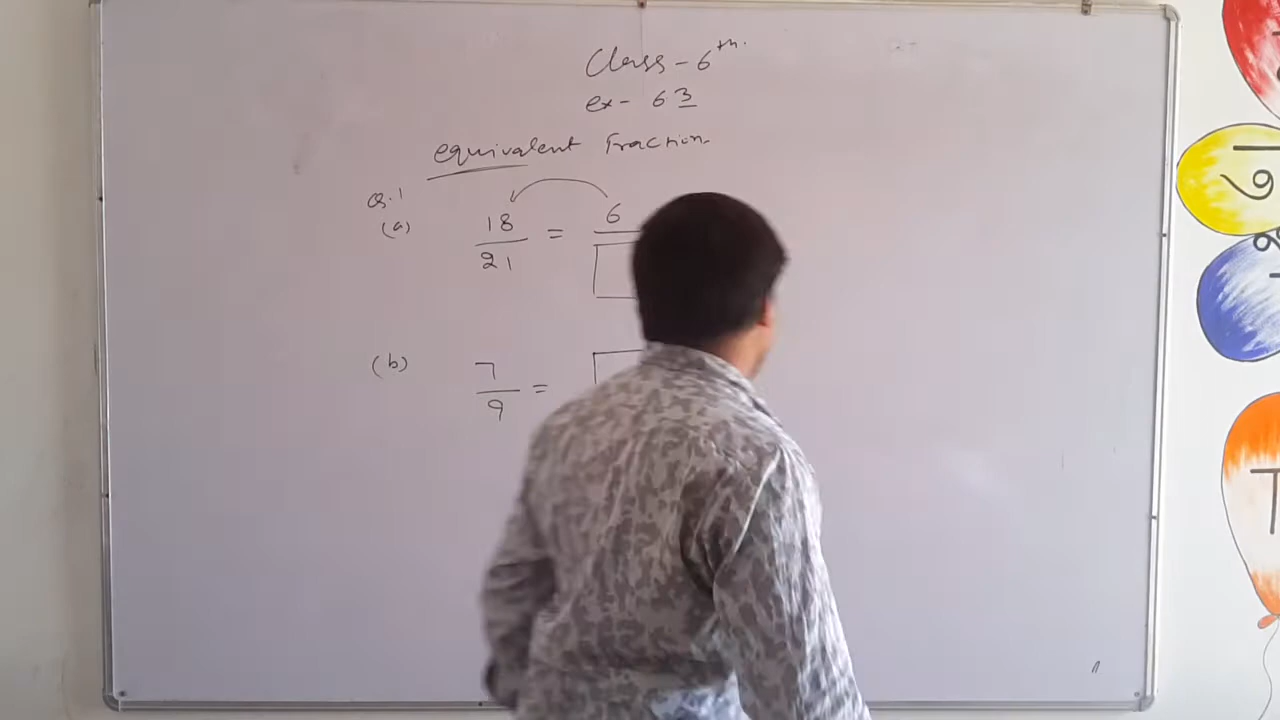 Class - 6th.
ex - 6 3
equivalent Fraction
Q.1
(a) 18/21 = 6/
(b) 7/9 =